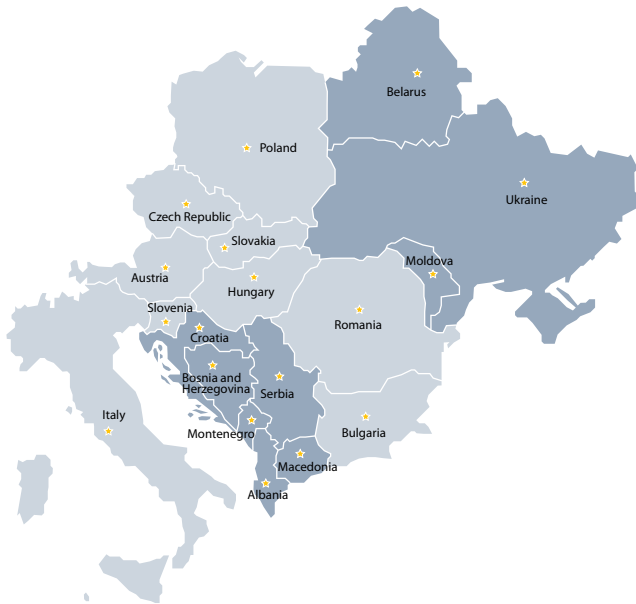 Belarus
Poland
Ukraine
Czech Republic
Slovakia
Moldova
Austria
Hungary
Slovenia
Romania
Croatia
Bosnia and
Herzegovina
Serbia
Italy
Montenegro
Bulgaria
Macedonia
Albania